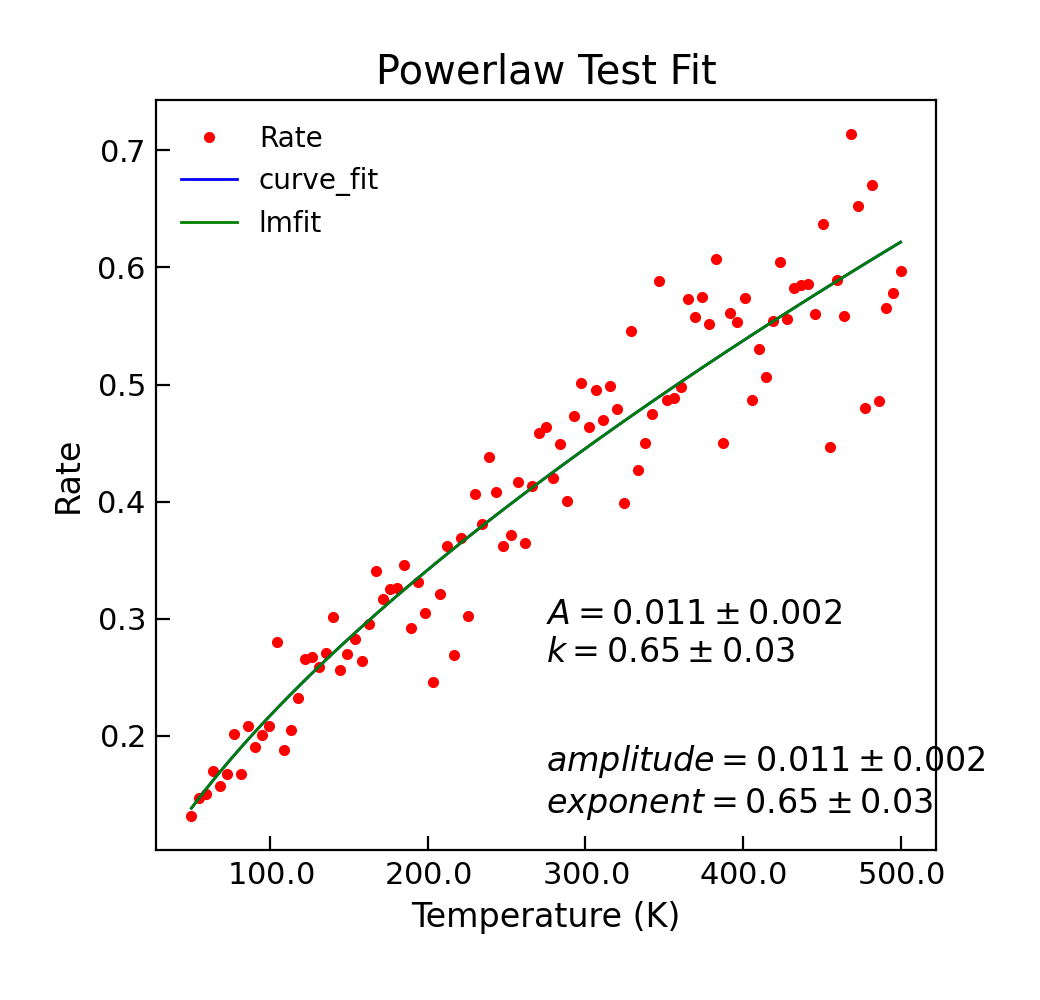 Powerlaw Test Fit
Rate
curve_fit
lmfit
0.7
0.6
0.5
0.4
0.3
0.2
Rate
A = 0.011 ± 0.002
k = 0.65 ± 0.03
amplitude = 0.011 ± 0.002
exponent = 0.65 ± 0.03
100.0 200.0 300.0 400.0 500.0
Temperature (K)